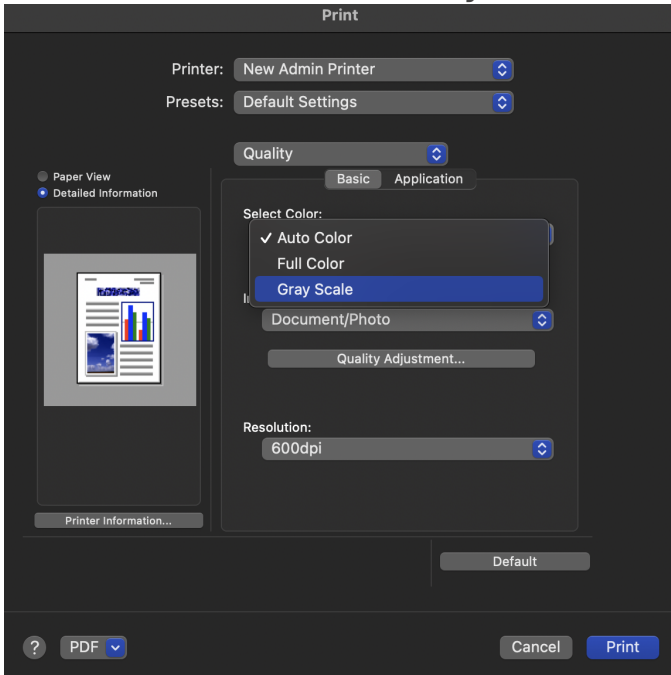 Print
Printer: New Admin Printer
Presets: Default Settings
Quality
Paper View
Detailed Information
Basic Application
Select Color:
✓ Auto Color
Full Color
Gray Scale
Document/Photo
Quality Adjustment...
Resolution:
600dpi
Printer Information...
Default
? PDF
Cancel Print